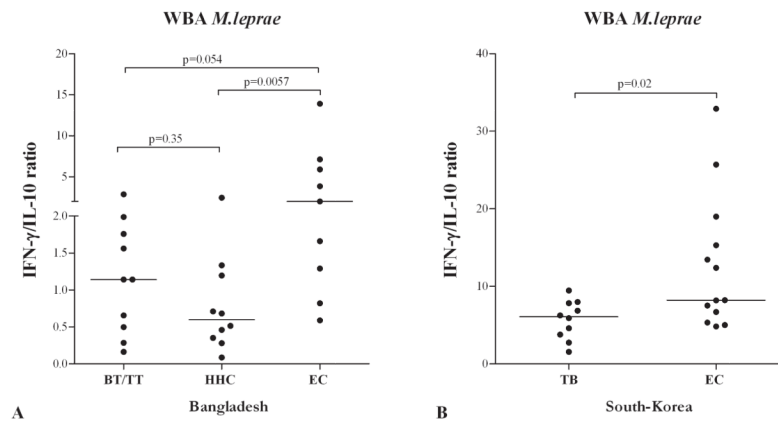 WBA M.leprae
IFN-γ/IL-10 ratio
20
15
10
5
2.0
1.5
1.0
0.5
0.0
p=0.054
p=0.0057
p=0.35
BT/TT HHC EC
Bangladesh
A
WBA M.leprae
IFN-γ/IL-10 ratio
40
30
20
10
0
p=0.02
TB EC
South-Korea
B